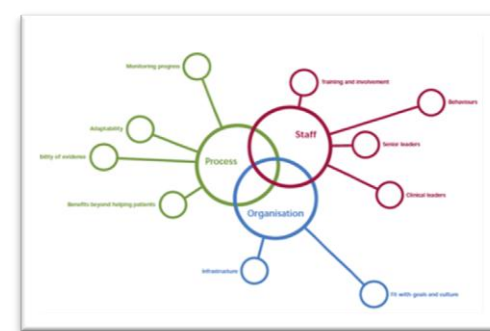 Monitoring progress
Training and involvement
Behaviours
Adaptability
Staff
Senior leaders
bility of evidence
Process
Clinical leaders
Benefits beyond helping patients
Organisation
Infrastructure
Fit with goals and culture